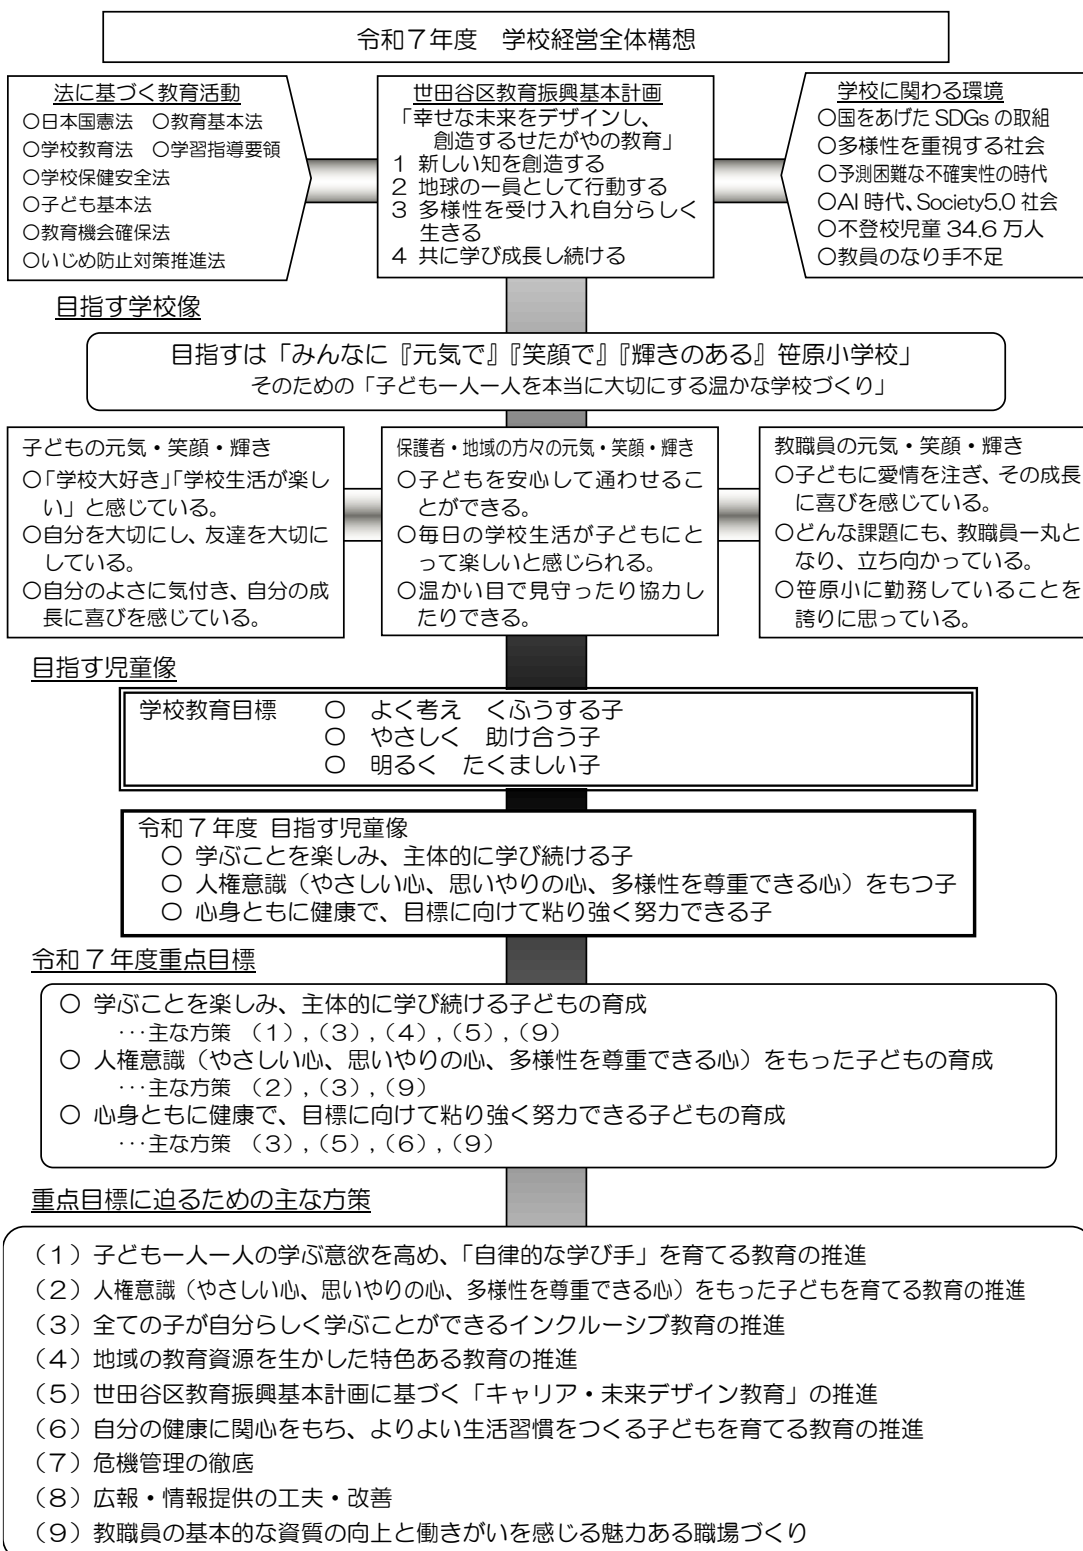 令和7年度　学校経営全体構想
法に基づく教育活動
○日本国憲法　○教育基本法
○学校教育法　○学習指導要領
○学校保健安全法
○子ども基本法
○教育機会確保法
○いじめ防止対策推進法
世田谷区教育振興基本計画
「幸せな未来をデザインし、
創造するせたがやの教育」
1 新しい知を創造する
2 地球の一員として行動する
3 多様性を受け入れ自分らしく
生きる
4 共に学び成長し続ける
学校に関わる環境
○国をあげた SDGs の取組
○多様性を重視する社会
○予測困難な不確実性の時代
○AI 時代、Society5.0 社会
○不登校児童 34.6 万人
○教員のなり手不足
目指す学校像
目指すは「みんなに『元気で』『笑顔で』『輝きのある』笹原小学校」
そのための「子ども一人一人を本当に大切にする温かな学校づくり」
子どもの元気・笑顔・輝き
○「学校大好き」「学校生活が楽し
い」と感じている。
○自分を大切にし、友達を大切に
している。
○自分のよさに気付き、自分の成
長に喜びを感じている。
保護者・地域の方々の元気・笑顔・輝き
○子どもを安心して通わせるこ
とができる。
○毎日の学校生活が子どもにと
って楽しいと感じられる。
○温かい目で見守ったり協力し
たりできる。
教職員の元気・笑顔・輝き
○子どもに愛情を注ぎ、その成長
に喜びを感じている。
○どんな課題にも、教職員一丸と
なり、立ち向かっている。
○笹原小に勤務していることを
誇りに思っている。
目指す児童像
学校教育目標　○　よく考え　くふうする子
○　やさしく　助け合う子
○　明るく　たくましい子
令和7年度 目指す児童像
○ 学ぶことを楽しみ、主体的に学び続ける子
○ 人権意識（やさしい心、思いやりの心、多様性を尊重できる心）をもつ子
○ 心身ともに健康で、目標に向けて粘り強く努力できる子
令和7年度重点目標
○ 学ぶことを楽しみ、主体的に学び続ける子どもの育成
…主な方策 （1）,（3）,（4）,（5）,（9）
○ 人権意識（やさしい心、思いやりの心、多様性を尊重できる心）をもった子どもの育成
…主な方策 （2）,（3）,（9）
○ 心身ともに健康で、目標に向けて粘り強く努力できる子どもの育成
…主な方策 （3）,（5）,（6）,（9）
重点目標に迫るための主な方策
（1）子ども一人一人の学ぶ意欲を高め、「自律的な学び手」を育てる教育の推進
（2）人権意識（やさしい心、思いやりの心、多様性を尊重できる心）をもった子どもを育てる教育の推進
（3）全ての子が自分らしく学ぶことができるインクルーシブ教育の推進
（4）地域の教育資源を生かした特色ある教育の推進
（5）世田谷区教育振興基本計画に基づく「キャリア・未来デザイン教育」の推進
（6）自分の健康に関心をもち、よりよい生活習慣をつくる子どもを育てる教育の推進
（7）危機管理の徹底
（8）広報・情報提供の工夫・改善
（9）教職員の基本的な資質の向上と働きがいを感じる魅力ある職場づくり